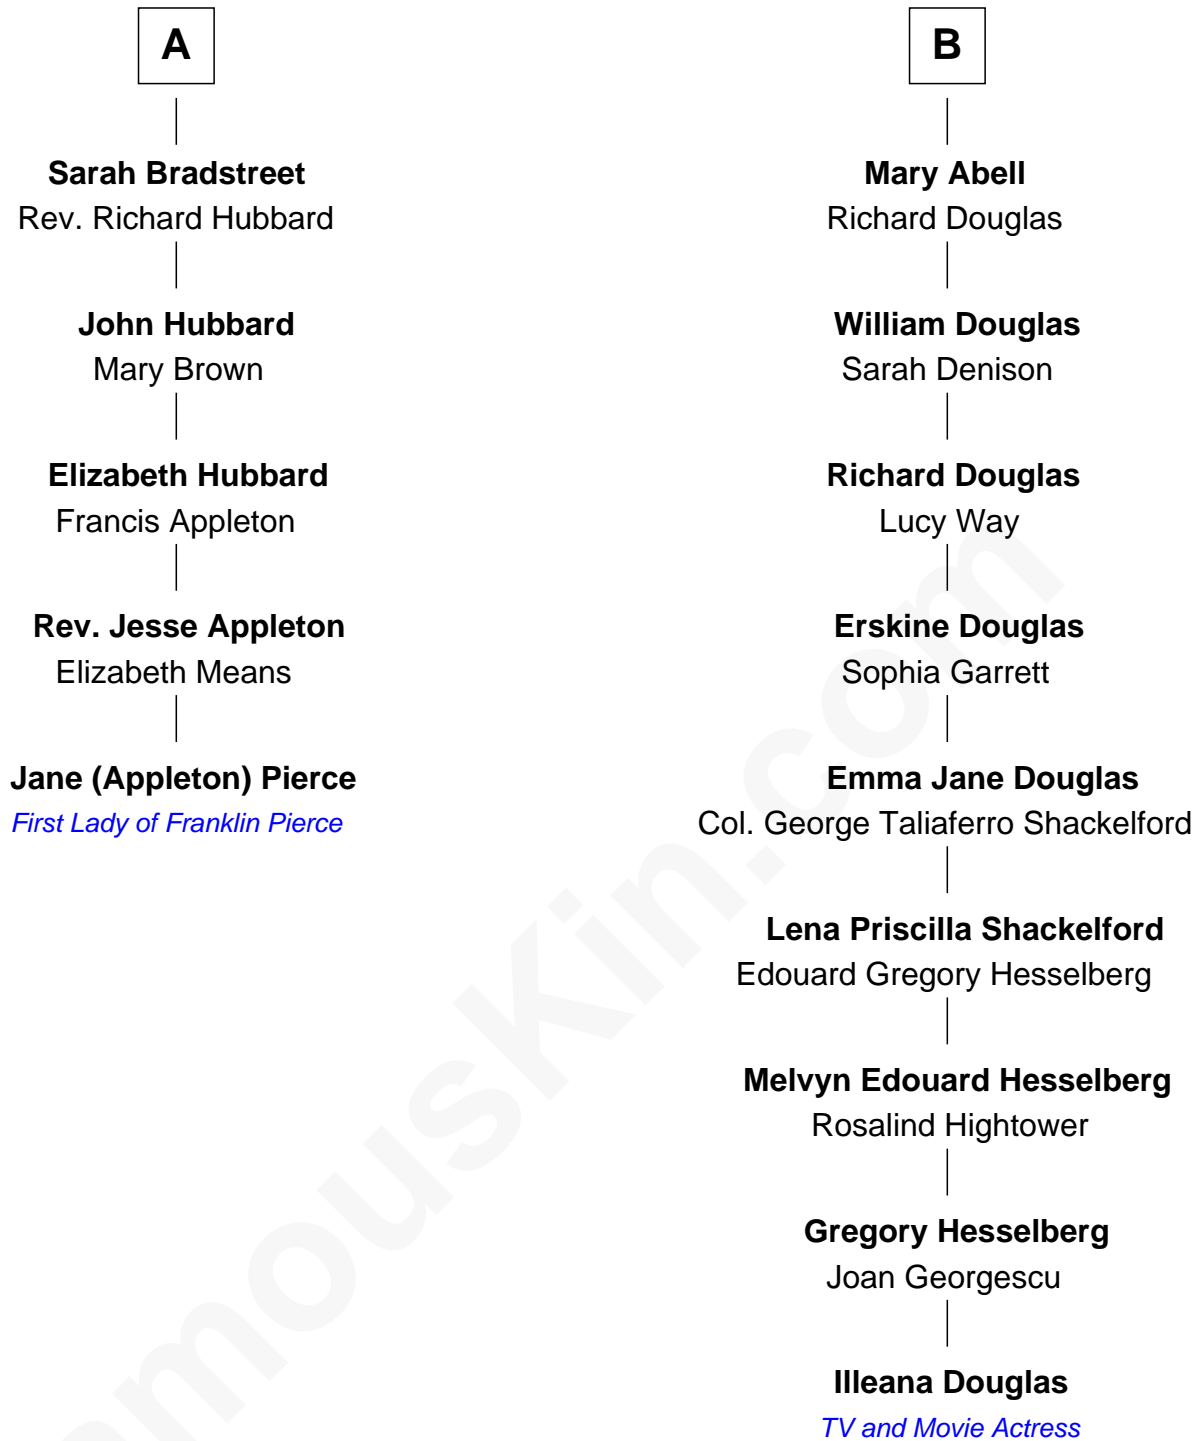 A
Sarah Bradstreet
Rev. Richard Hubbard
John Hubbard
Mary Brown
Elizabeth Hubbard
Francis Appleton
Rev. Jesse Appleton
Elizabeth Means
Jane (Appleton) Pierce
First Lady of Franklin Pierce
B
Mary Abell
Richard Douglas
William Douglas
Sarah Denison
Richard Douglas
Lucy Way
Erskine Douglas
Sophia Garrett
Emma Jane Douglas
Col. George Taliaferro Shackelford
Lena Priscilla Shackelford
Edouard Gregory Hesselberg
Melvyn Edouard Hesselberg
Rosalind Hightower
Gregory Hesselberg
Joan Georgescu
Illeana Douglas
TV and Movie Actress
amouskin.com